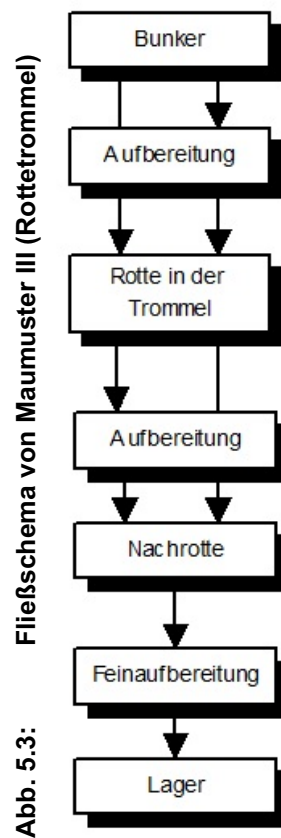 Abb. 5.3: Fließschema von Maumuster III (Rottetrommel)
Bunker
Aufbereitung
Rotte in der
Trommel
Aufbereitung
Nachrotte
Feinaufbereitung
Lager